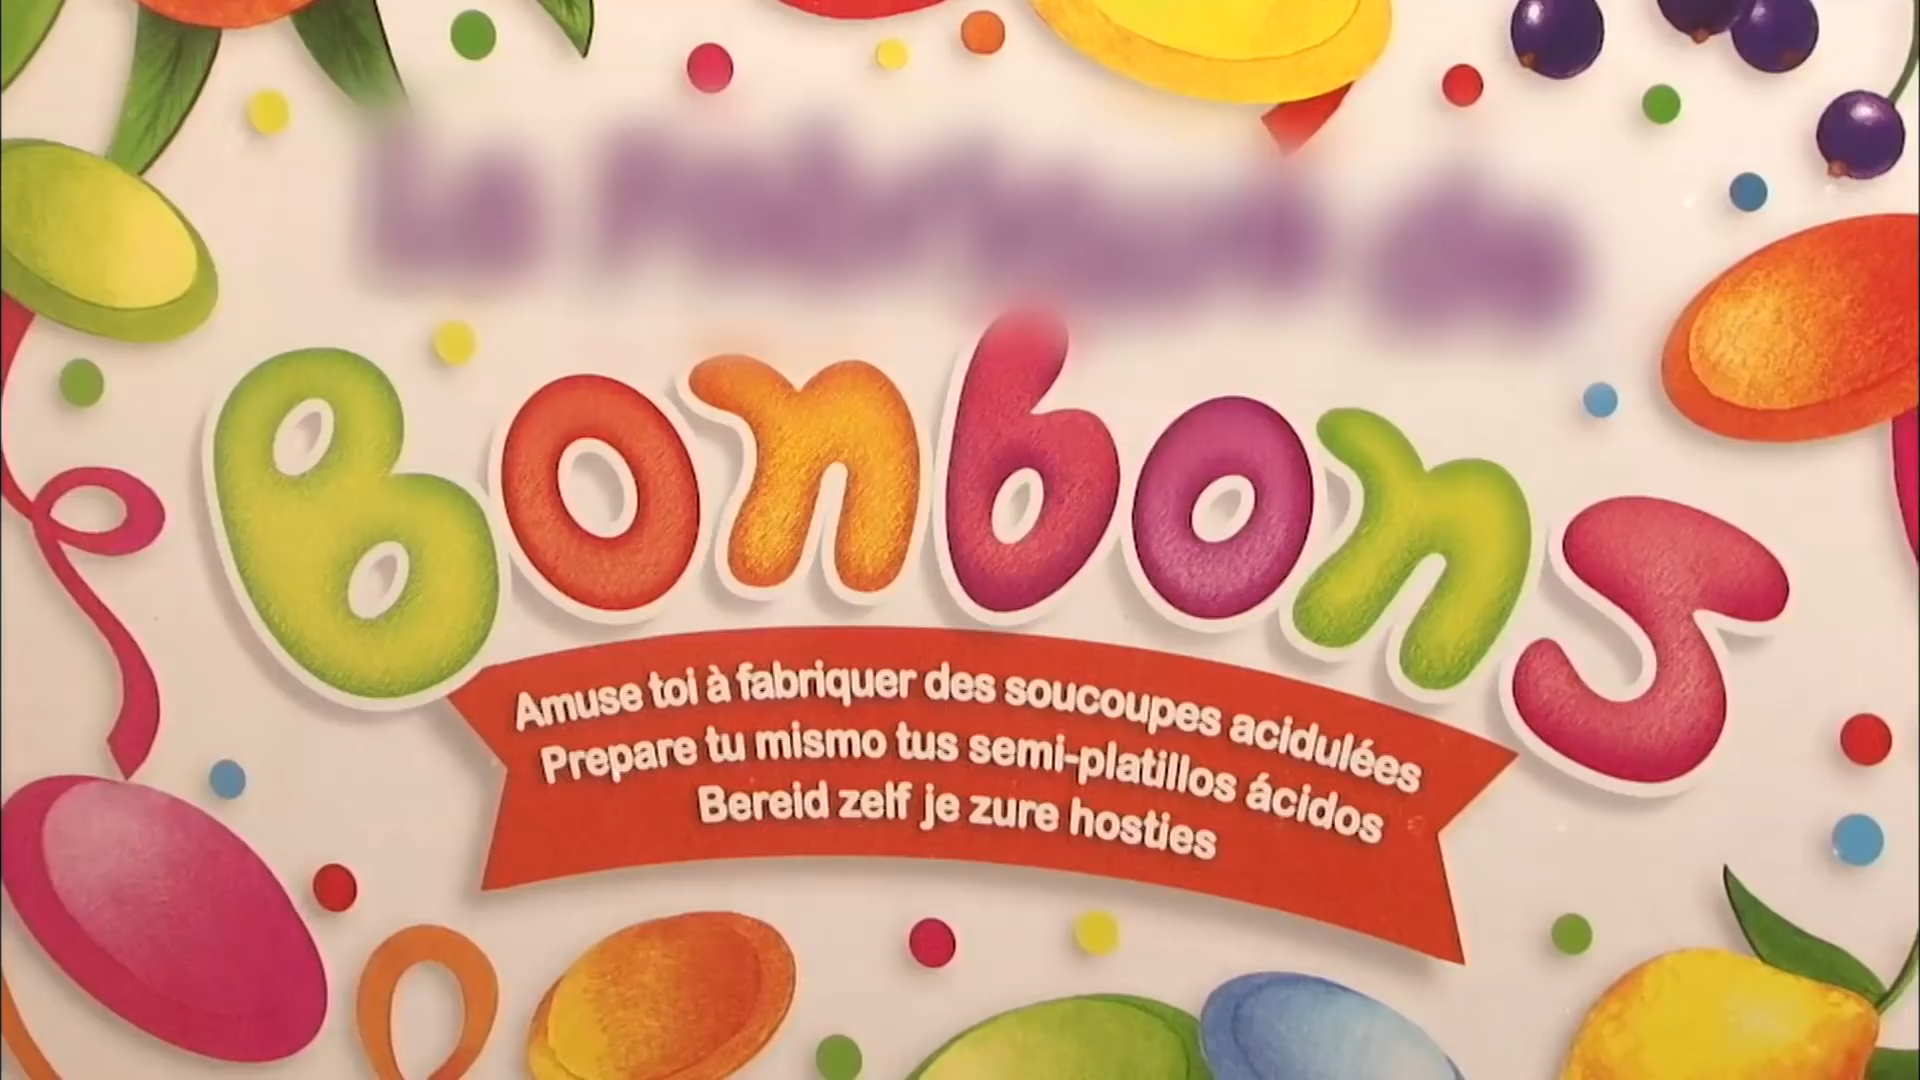 Bonbons
Amuse toi à fabriquer des soucoupes acidulées
Prepare tu mismo tus semi-platillos ácidos
Bereid zelf je zure hosties